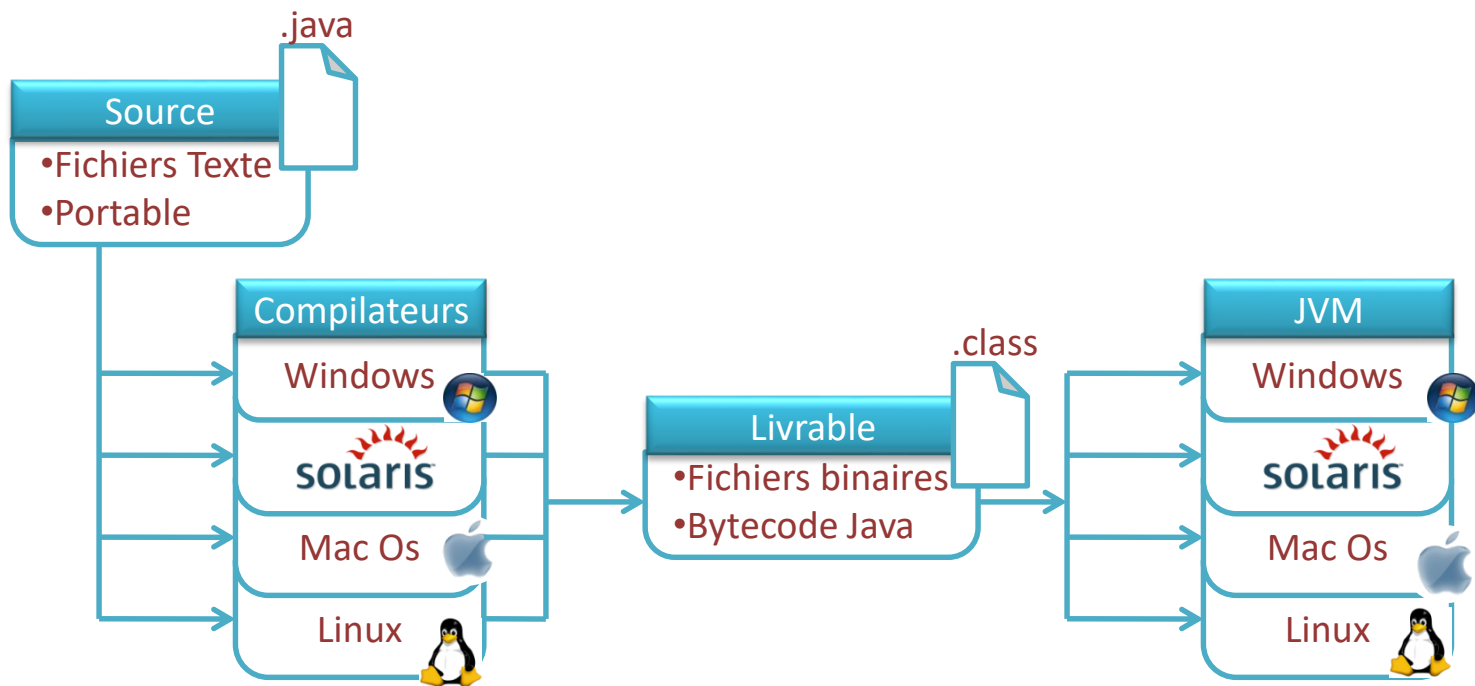 .java
Source
•Fichiers Texte
•Portable
Compilateurs
Windows
solaris
Mac Os
Linux
.class
Livrable
•Fichiers binaires
•Bytecode Java
JVM
Windows
solaris
Mac Os
Linux